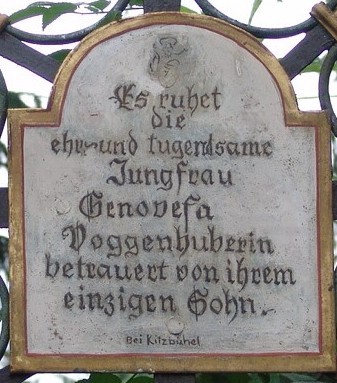 Es ruhet
die
ehr- und tugendsame
Jungfrau
Genovefa
Voggenhuberin
betrauert von ihrem
einzigen Sohn.
Bei Kitzbühel